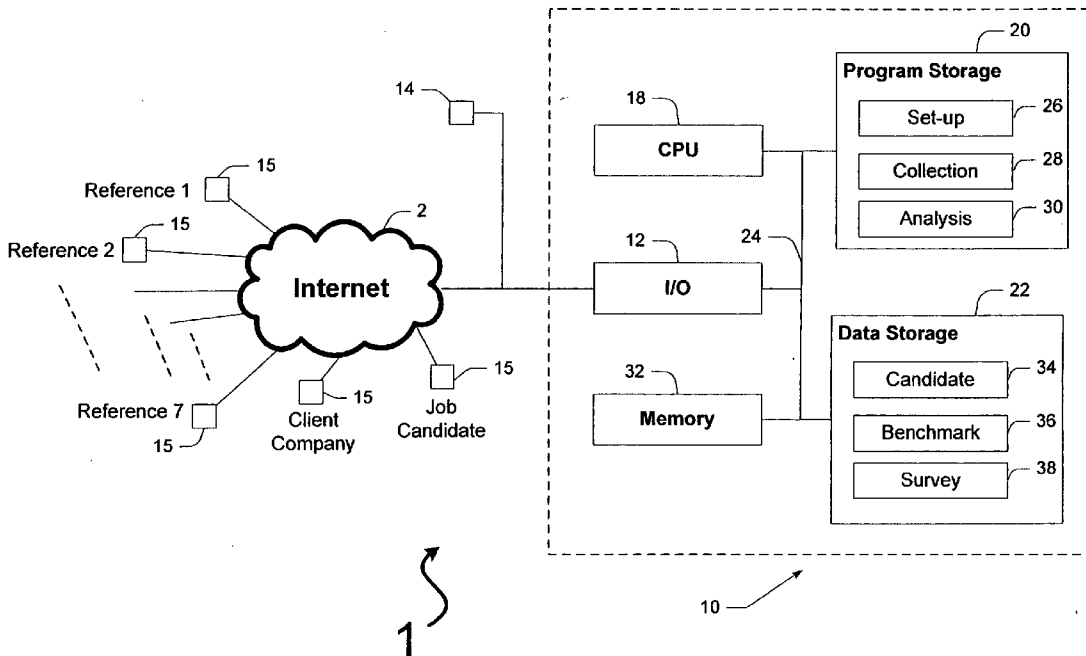 20
Program Storage
14
18
Set-up
26
CPU
15
Collection
28
Reference 1
15
2
Analysis
30
Reference 2
12
24
Internet
I/O
22
Data Storage
32
Candidate
34
15
Reference 7
15
15
Client
Company
Job
Candidate
Memory
Benchmark
36
Survey
38
10
1